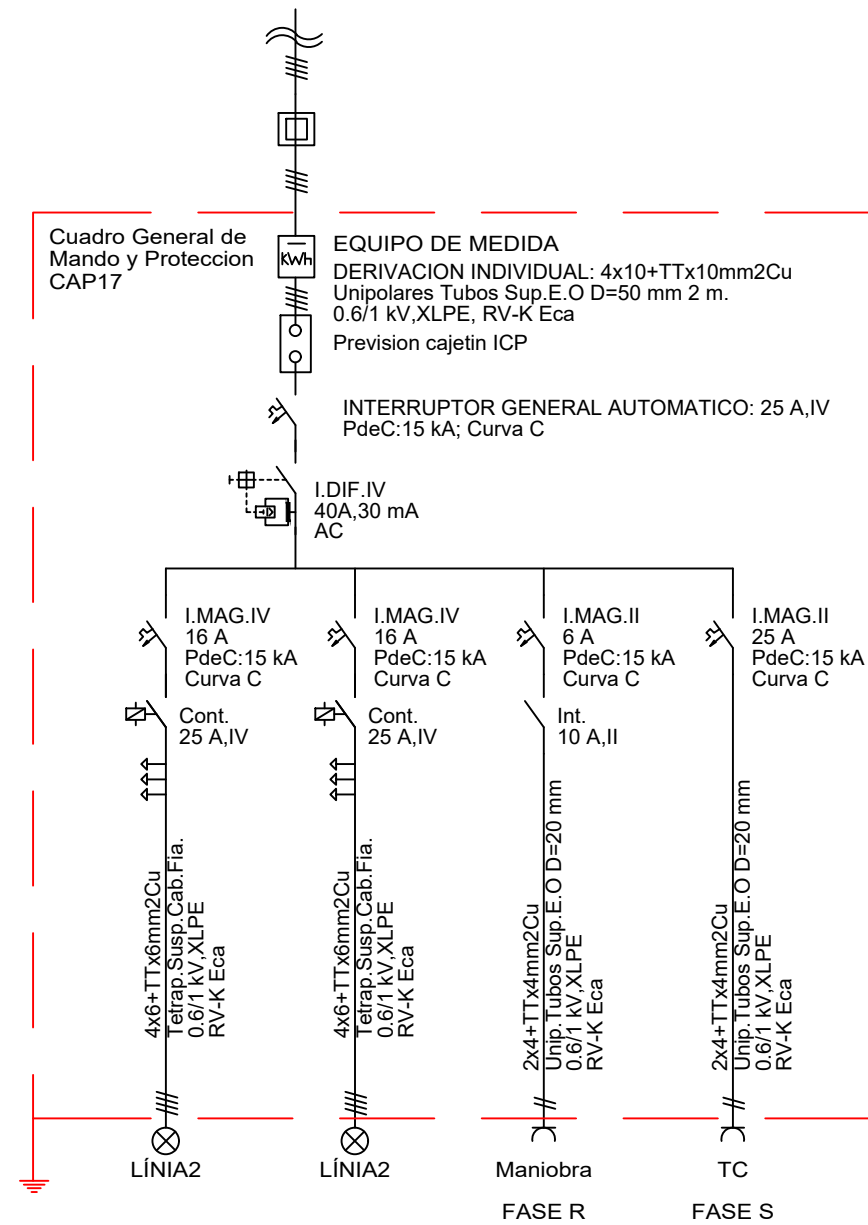 Cuadro General de
Mando y Proteccion
CAP17
KWh
EQUIPO DE MEDIDA
DERIVACION INDIVIDUAL: 4x10+TTx10mm2Cu
Unipolares Tubos Sup.E.O D=50 mm 2 m.
0.6/1 kV,XLPE, RV-K Eca
Prevision cajetin ICP
INTERRUPTOR GENERAL AUTOMATICO: 25 A,IV
PdeC:15 kA; Curva C
I.DIF.IV
40A,30 mA
AC
I.MAG.IV
16 A
PdeC:15 kA
Curva C
I.MAG.IV
16 A
PdeC:15 kA
Curva C
I.MAG.II
6 A
PdeC:15 kA
Curva C
I.MAG.II
25 A
PdeC:15 kA
Curva C
Cont.
25 A,IV
Cont.
25 A,IV
Int.
10 A,II
4x6+TTx6mm2Cu
Tetrap.Susp.Cab.Fia.
0.6/1 kV,XLPE
RV-K Eca
4x6+TTx6mm2Cu
Tetrap.Susp.Cab.Fia.
0.6/1 kV,XLPE
RV-K Eca
2x4+TTx4mm2Cu
Unip.Tubos Sup.E.O D=20 mm
0.6/1 kV,XLPE
RV-K Eca
2x4+TTx4mm2Cu
Unip.Tubos Sup.E.O D=20 mm
0.6/1 kV,XLPE
RV-K Eca
LÍNIA2
LÍNIA2
Maniobra
TC
FASE R
FASE S